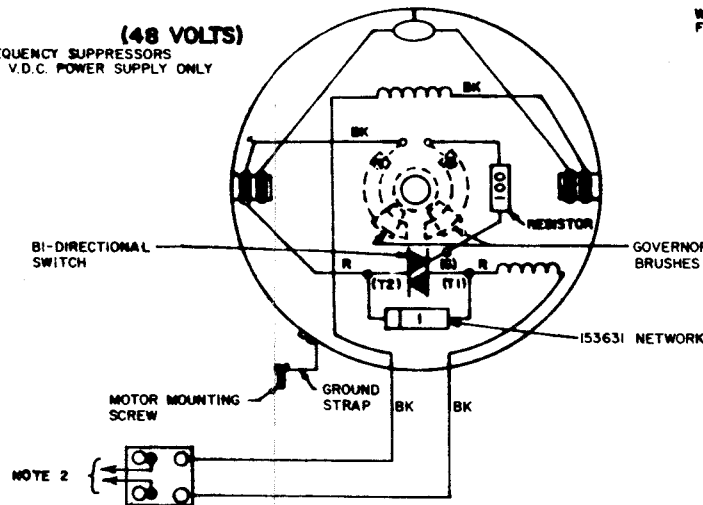 (48 VOLTS)
EQUENCY SUPPRESSORS
V.D.C. POWER SUPPLY ONLY
W
F
BK
BK
100
RESISTOR
BI-DIRECTIONAL
SWITCH
GOVERNOR
BRUSHES
R
(G)
R
(T2)
(T1)
1
153631 NETWORK
MOTOR MOUNTING
SCREW
GROUND
STRAP
BK
BK
NOTE 2